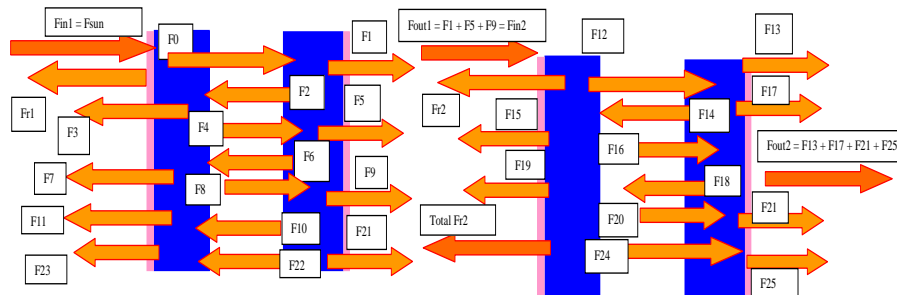 Fin1 = Fsun
F0
F1
Fout1 = F1 + F5 + F9 = Fin2
F12
F13
Fr1
F3
F2
F4
F5
Fr2
F15
F14
F17
F6
F16
Fout2 = F13 + F17 + F21 + F25
F7
F8
F9
F19
F18
F11
F10
F21
Total Fr2
F20
F21
F23
F22
F24
F25